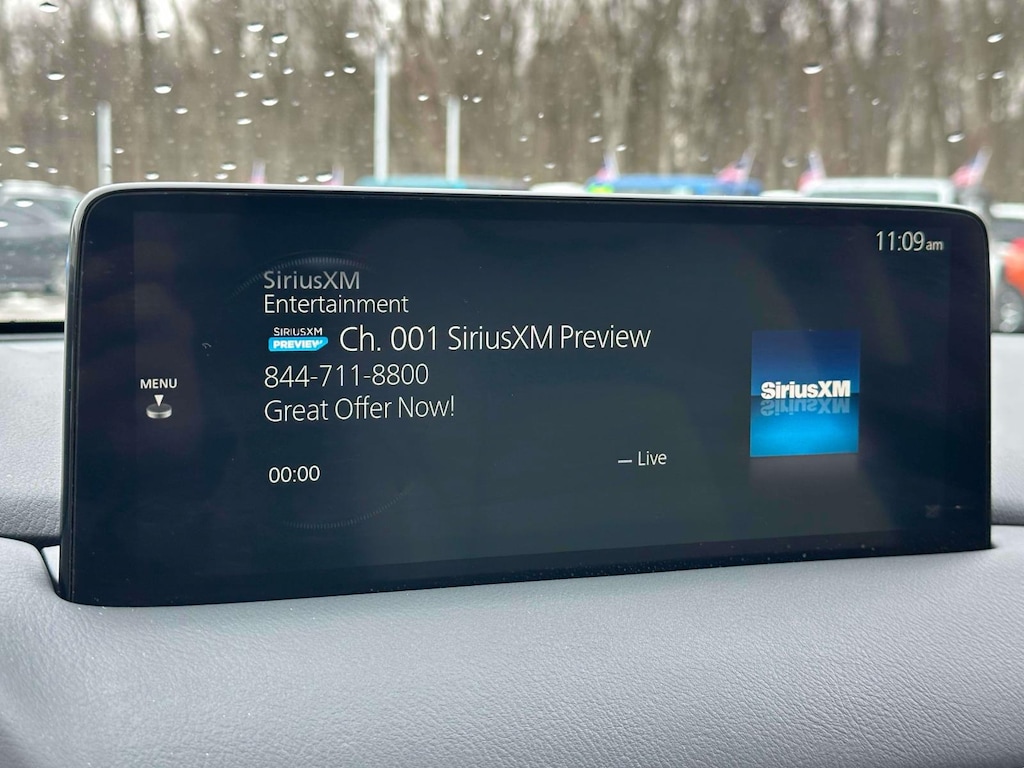 11:09am
SiriusXM
Entertainment
SIRIUSXM
PREVIEW
Ch. 001 SiriusXM Preview
844-711-8800
Great Offer Now!
MENU
SiriusXM
00:00
Live